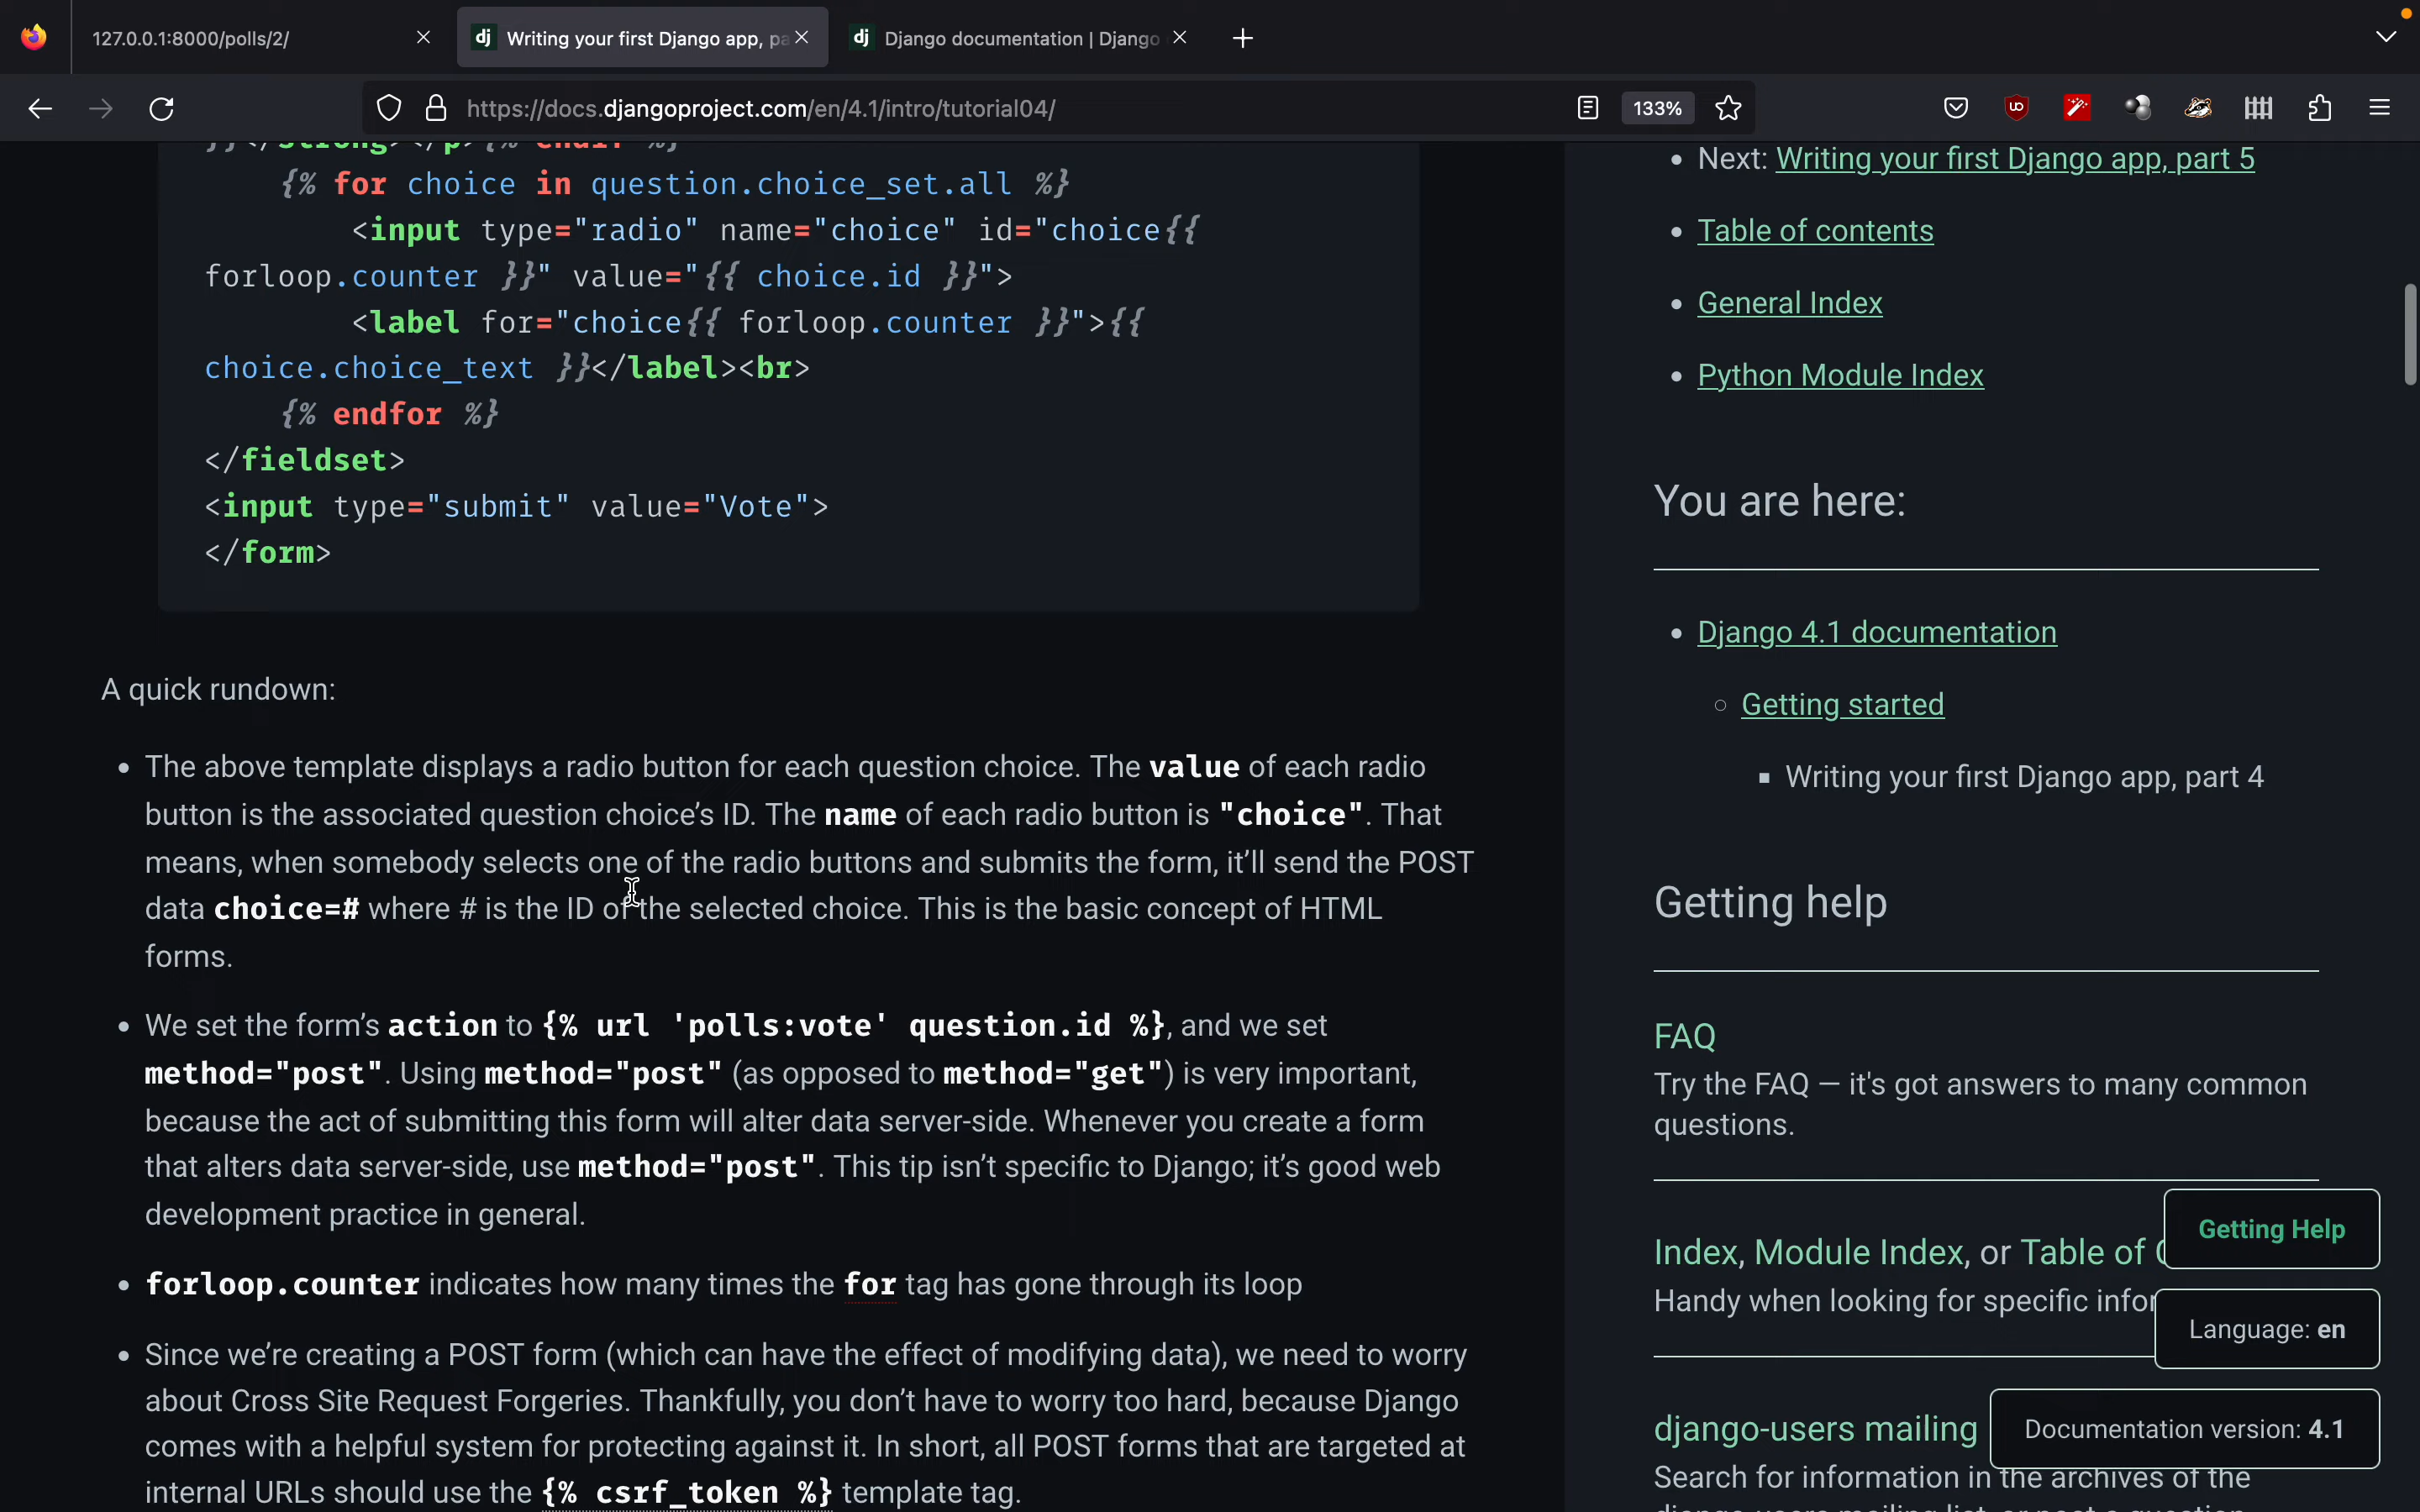 127.0.0.1:8000/polls/2/
Writing your first Django app, pa
Django documentation | Django
https://docs.djangoproject.com/en/4.1/intro/tutorial04/
133%
}}</strong></p>{% endif %}
{% for choice in question.choice_set.all %}
<input type="radio" name="choice" id="choice{{
forloop.counter }}" value="{{ choice.id }}">
<label for="choice{{ forloop.counter }}">{{
choice.choice_text }}</label><br>
{% endfor %}
</fieldset>
<input type="submit" value="Vote">
</form>
A quick rundown:
• The above template displays a radio button for each question choice. The value of each radio
button is the associated question choice’s ID. The name of each radio button is "choice". That
means, when somebody selects one of the radio buttons and submits the form, it’ll send the POST
data choice=# where # is the ID of the selected choice. This is the basic concept of HTML
forms.
• We set the form’s action to {% url 'polls:vote' question.id %}, and we set
method="post". Using method="post" (as opposed to method="get") is very important,
because the act of submitting this form will alter data server-side. Whenever you create a form
that alters data server-side, use method="post". This tip isn’t specific to Django; it’s good web
development practice in general.
• forloop.counter indicates how many times the for tag has gone through its loop
• Since we’re creating a POST form (which can have the effect of modifying data), we need to worry
about Cross Site Request Forgeries. Thankfully, you don’t have to worry too hard, because Django
comes with a helpful system for protecting against it. In short, all POST forms that are targeted at
internal URLs should use the {% csrf_token %} template tag.
• Next: Writing your first Django app, part 5
• Table of contents
• General Index
• Python Module Index
You are here:
• Django 4.1 documentation
◦ Getting started
▪ Writing your first Django app, part 4
Getting help
FAQ
Try the FAQ — it's got answers to many common
questions.
Index, Module Index, or Table of
Handy when looking for specific
django-users mailing
Search for information in the archives of the
Getting Help
Language: en
Documentation version: 4.1